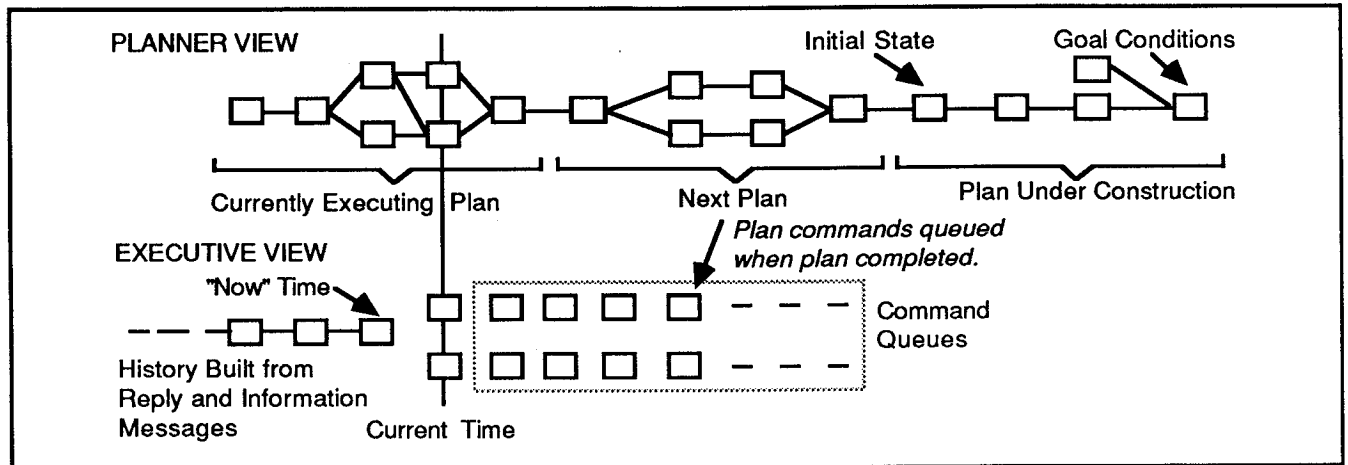 PLANNER VIEW
Initial State
Goal Conditions
Currently Executing Plan
Next Plan
Plan Under Construction
Plan commands queued
when plan completed.
EXECUTIVE VIEW
"Now" Time
Command
Queues
History Built from
Reply and Information
Messages
Current Time